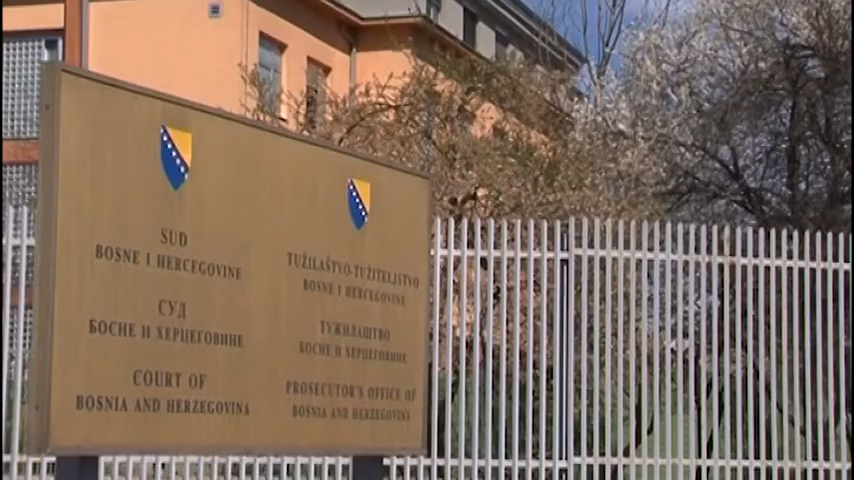 SUD
BOSNE I HERCEGOVINE
СУД
БОСНЕ И ХЕРЦЕГОВИНЕ
COURT OF
BOSNIA AND HERZEGOVINA
TUŽILAŠTVO-TUŽITELJSTVO
BOSNE I HERCEGOVINE
ТУЖИЛАШТВО
БОСНЕ И ХЕРЦЕГОВИНЕ
PROSECUTOR'S OFFICE OF
BOSNIA AND HERZEGOVINA